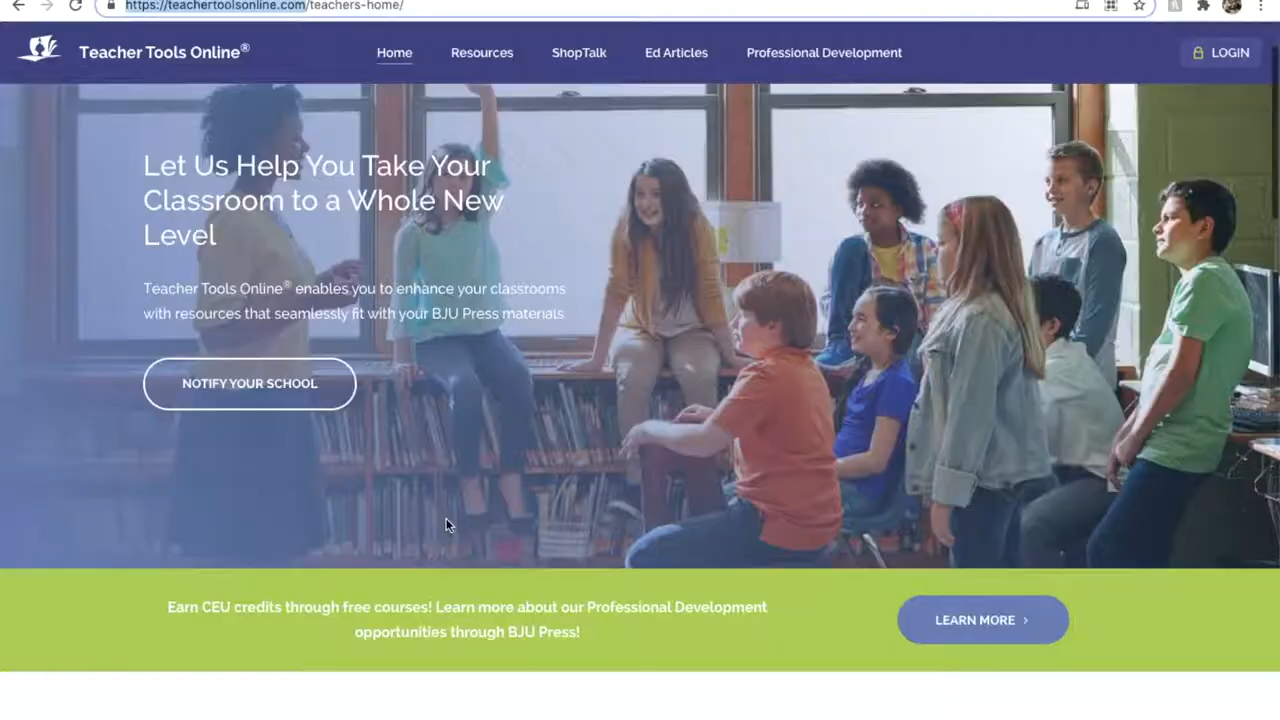 https://teachertoolsonline.com/teachers-home/
Teacher Tools Online®
Home
Resources
ShopTalk
Ed Articles
Professional Development
LOGIN
Let Us Help You Take Your
Classroom to a Whole New
Level
Teacher Tools Online® enables you to enhance your classrooms
with resources that seamlessly fit with your BJU Press materials.
NOTIFY YOUR SCHOOL
Earn CEU credits through free courses! Learn more about our Professional Development
opportunities through BJU Press!
LEARN MORE